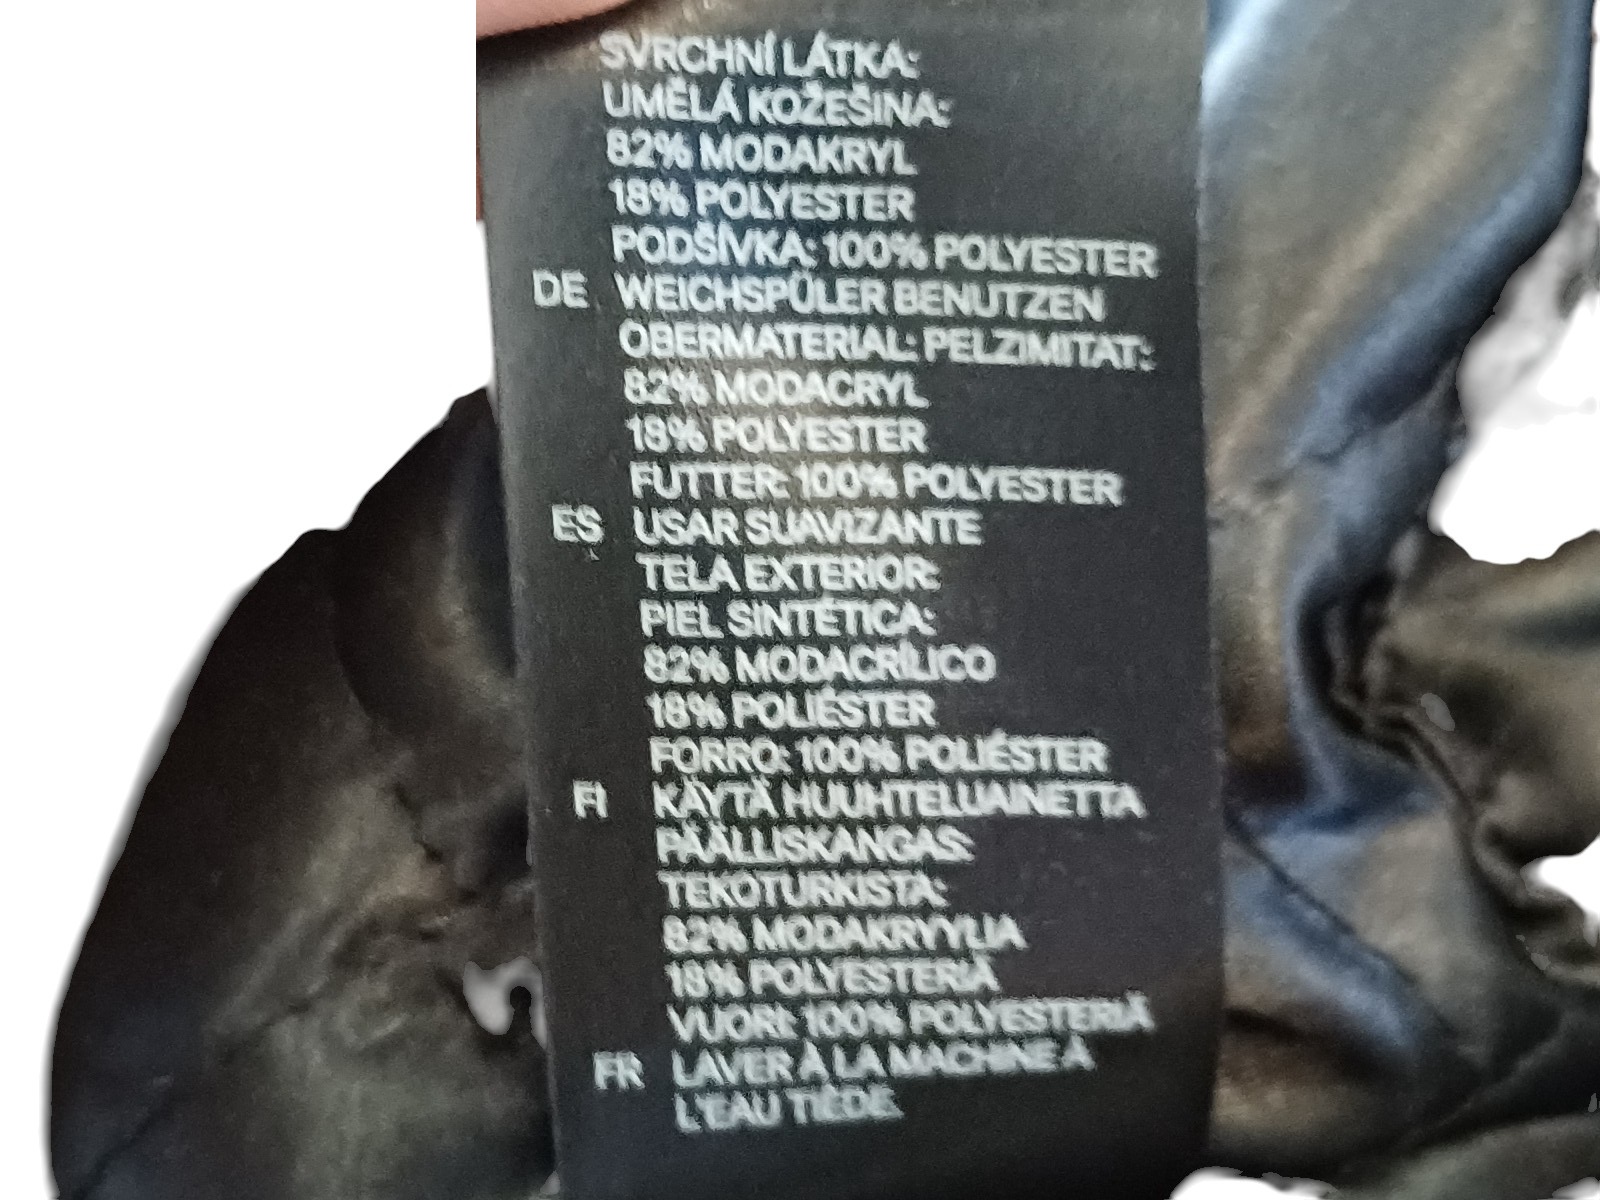 SVRCHNÍ LÁTKA:
UMĚLÁ KOŽEŠINA:
82% MODAKRYL
18% POLYESTER
PODŠÍVKA: 100% POLYESTER
DE WEICHSPÜLER BENUTZEN
OBERMATERIAL: PELZIMITAT:
82% MODACRYL
18% POLYESTER
FUTTER: 100% POLYESTER
ES USAR SUAVIZANTE
TELA EXTERIOR:
PIEL SINTÉTICA:
82% MODACRÍLICO
18% POLIÉSTER
FORRO: 100% POLIÉSTER
FI KÄYTÄ HUUHTELUAINETTA
PÄÄLLISKANGAS:
TEKOTURKISTA:
82% MODAKRYYLIA
18% POLYESTERIÄ
VUORI: 100% POLYESTERIÄ
FR LAVER À LA MACHINE À
L'EAU TIÈDE.